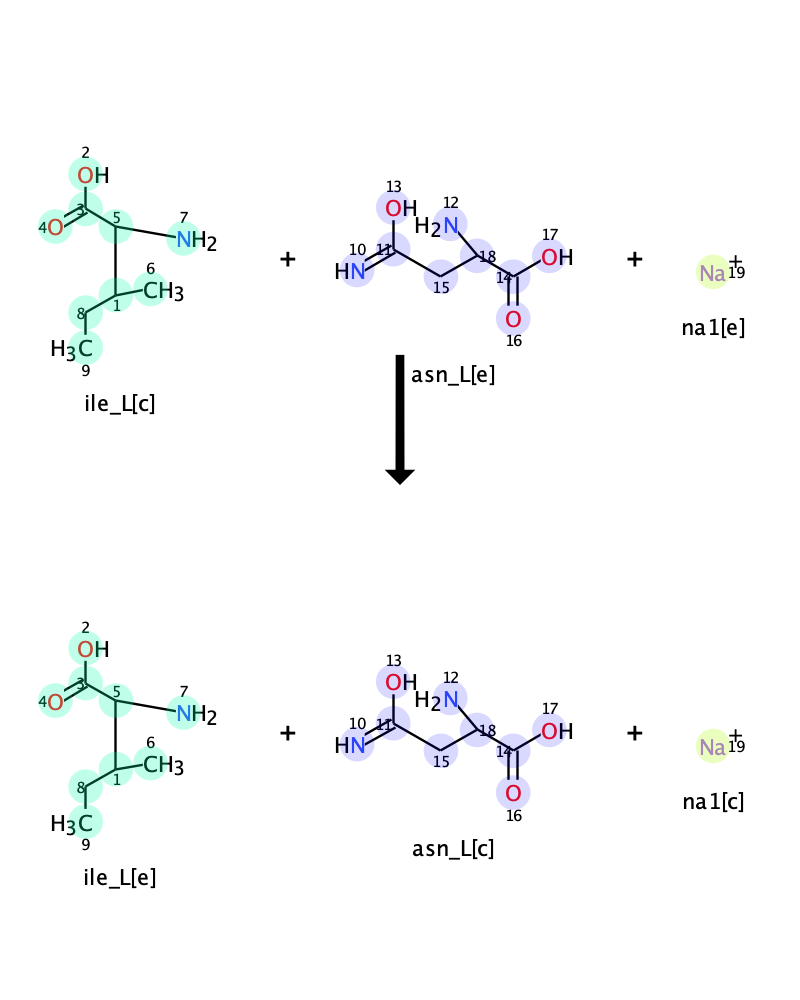 2
OH
3
4O
5
7
NH2
6
CH3
1
8
H3C
9
ile_L[c]
+
13
OH
12
H2N
10
HN
11
15
18
14
17
OH
O
16
asn_L[e]
+
Na+
19
na1[e]
2
OH
3
4O
5
7
NH2
6
CH3
1
8
H3C
9
ile_L[e]
+
13
OH
12
H2N
10
HN
11
15
18
14
17
OH
O
16
asn_L[c]
+
Na+
19
na1[c]